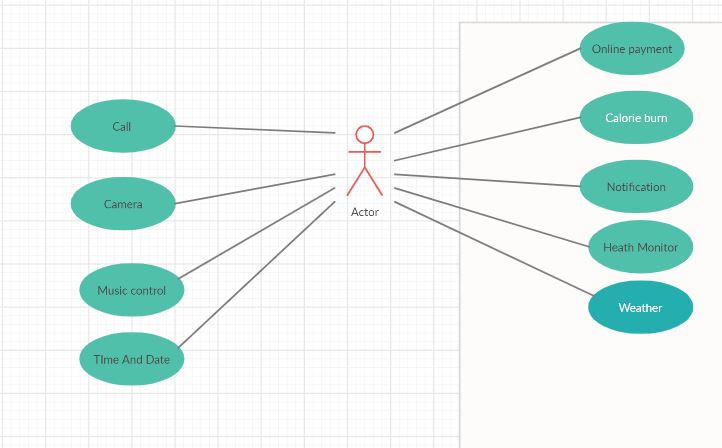 Online payment
Call
Calorie burn
Camera
Actor
Notification
Heath Monitor
Music control
Weather
TIme And Date